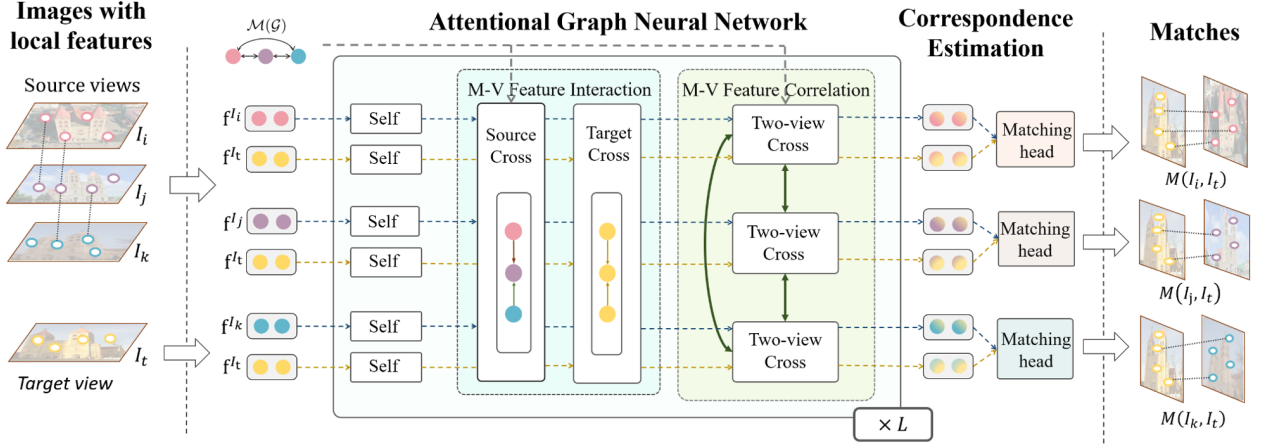 Images with
local features
Attentional Graph Neural Network
Correspondence
Estimation
Matches
Source views
I_i
I_j
I_k
I_t
Target view
M(G)
f^{I_i}
f^{I_t}
f^{I_j}
f^{I_t}
f^{I_k}
f^{I_t}
Self
Self
Self
Self
Self
Self
M-V Feature Interaction
Source
Cross
Target
Cross
M-V Feature Correlation
Two-view
Cross
Two-view
Cross
Two-view
Cross
× L
Matching
head
Matching
head
Matching
head
M(I_i, I_t)
M(I_j, I_t)
M(I_k, I_t)